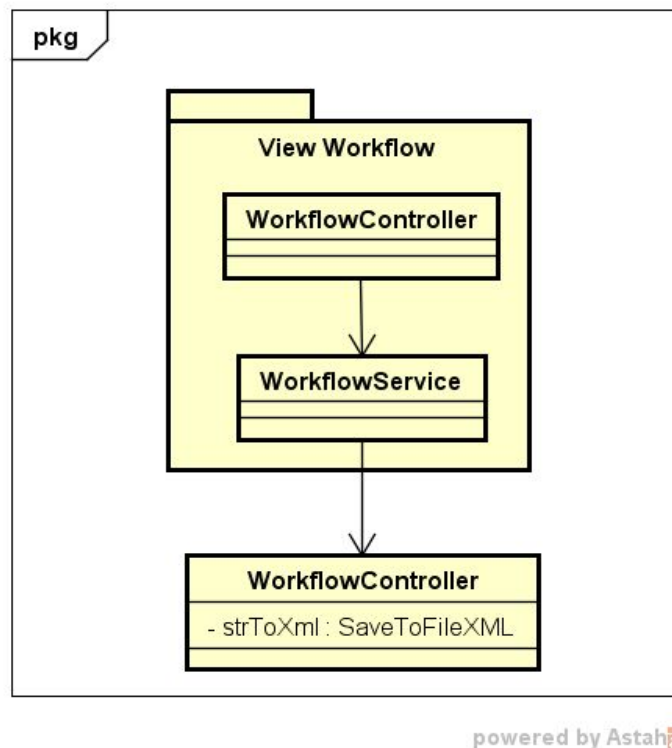 pkg
View Workflow
WorkflowController
WorkflowService
WorkflowController
- strToXml : SaveToFileXML
powered by Astah